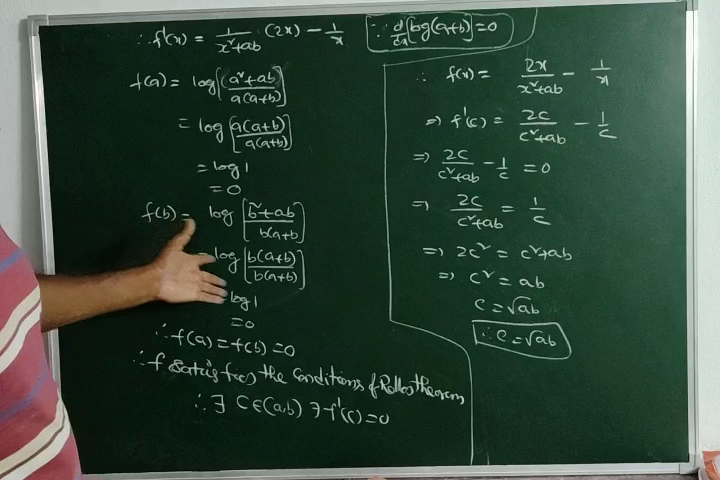 ∴ f'(x) = 1/(x²+ab) (2x) − 1/x
∵ d/dx [log(a+b)] = 0
f(a) = log[(a²+ab)/a(a+b)]
= log[a(a+b)/a(a+b)]
= log 1
= 0
f(b) = log[b²+ab/b(a+b)]
= log[b(a+b)/b(a+b)]
= log 1
= 0
∴ f(a) = f(b) = 0
∴ f satisfies the conditions of Rolles theorem
∴ ∃ c ∈ (a,b) ∋ f'(c) = 0
∴ f(x) = 2x/(x²+ab) − 1/x
⇒ f'(c) = 2c/(c²+ab) − 1/c
⇒ 2c/(c²+ab) − 1/c = 0
⇒ 2c/(c²+ab) = 1/c
⇒ 2c² = c²+ab
⇒ c² = ab
c = √ab
∴ c = √ab